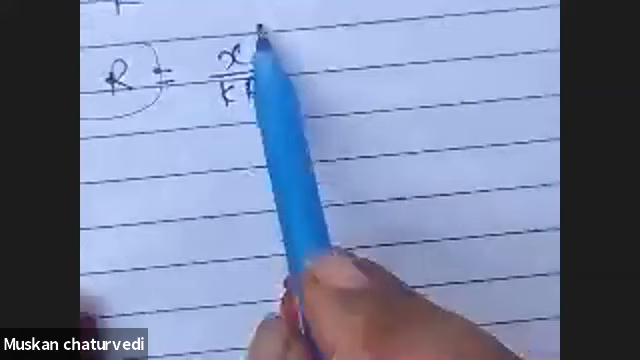 R = x
K
Muskan chaturvedi